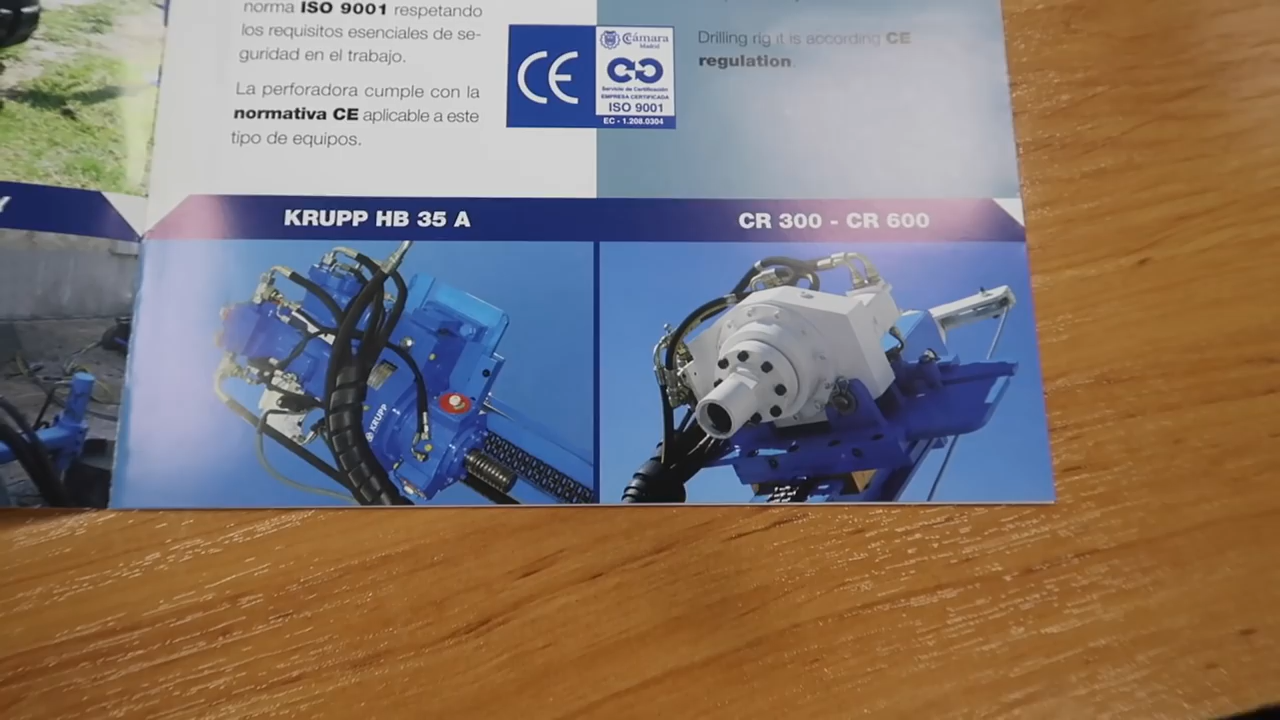 norma ISO 9001 respetando
los requisitos esenciales de se-
guridad en el trabajo.
La perforadora cumple con la
normativa CE aplicable a este
tipo de equipos.
CE
Cámara
Madrid
Servicio de Certificación
EMPRESA CERTIFICADA
ISO 9001
EC - 1.208.0304
Drilling rig it is according CE
regulation.
Y
KRUPP HB 35 A
CR 300 - CR 600
KRUPP